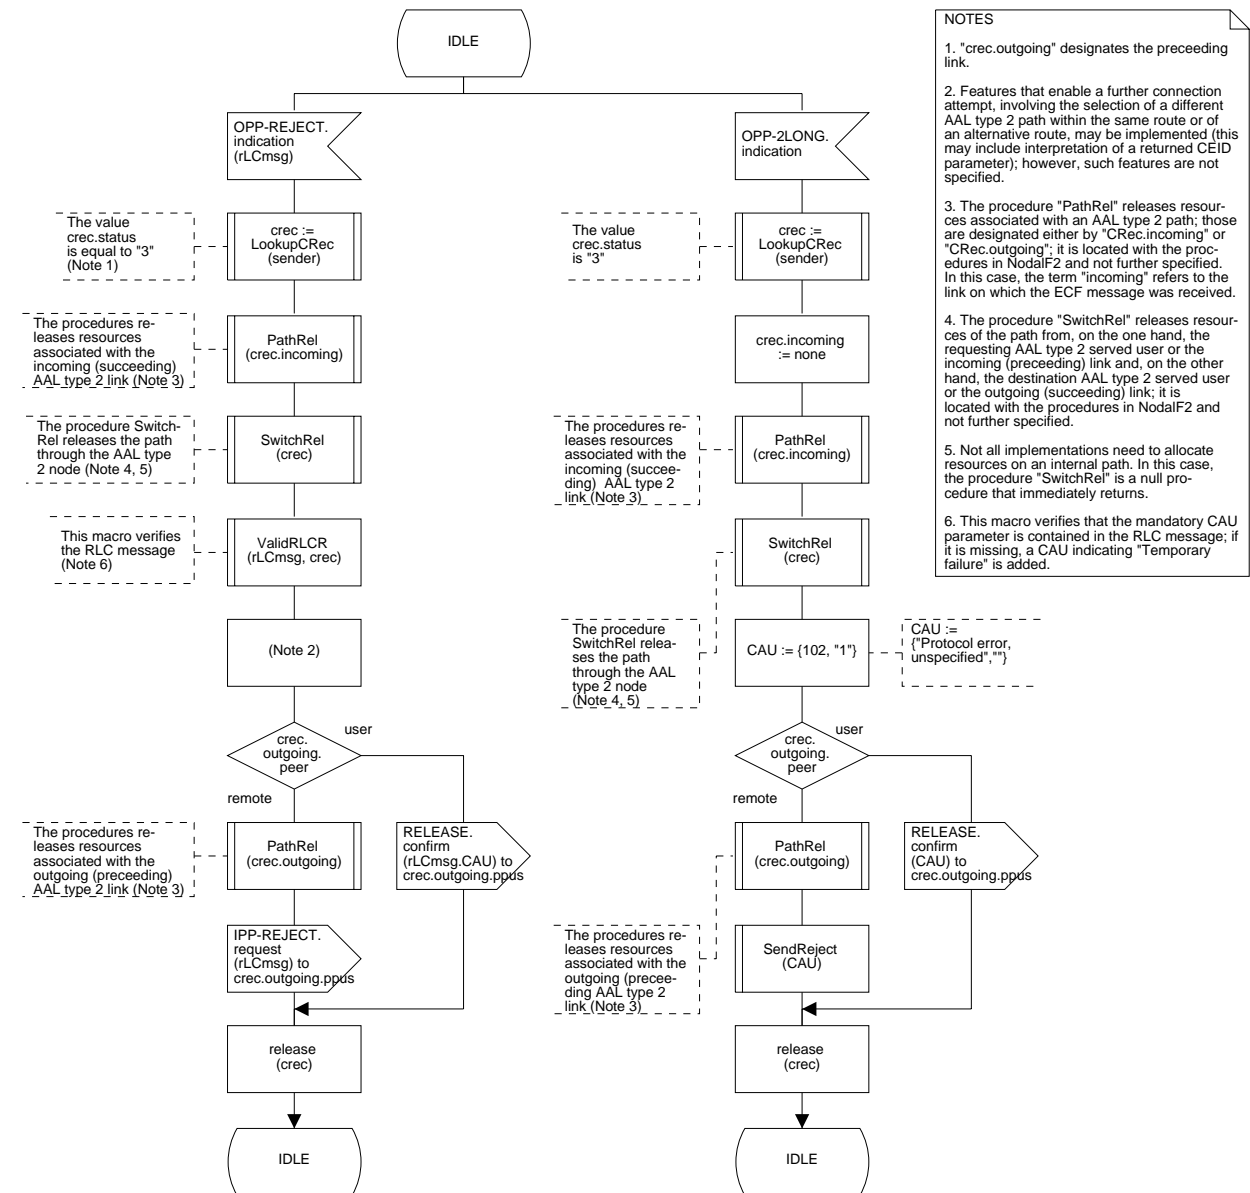 IDLE
OPP-REJECT.
indication
(rLCmsg)
The value
crec.status
is equal to "3"
(Note 1)
crec :=
LookupCRec
(sender)
The procedures re-
leases resources
associated with the
incoming (succeeding)
AAL type 2 link (Note 3)
PathRel
(crec.incoming)
The procedure Switch-
Rel releases the path
through the AAL type
2 node (Note 4, 5)
SwitchRel
(crec)
This macro verifies
the RLC message
(Note 6)
ValidRLCR
(rLCmsg, crec)
(Note 2)
crec.
outgoing.
peer
user
remote
The procedures re-
leases resources
associated with the
outgoing (preceeding)
AAL type 2 link (Note 3)
PathRel
(crec.outgoing)
RELEASE.
confirm
(rLCmsg.CAU) to
crec.outgoing.ppus
IPP-REJECT.
request
(rLCmsg) to
crec.outgoing.ppus
release
(crec)
IDLE
OPP-2LONG.
indication
The value
crec.status
is "3"
crec :=
LookupCRec
(sender)
crec.incoming
:= none
The procedures re-
leases resources
associated with the
incoming (succee-
ding) AAL type 2
link (Note 3)
PathRel
(crec.incoming)
SwitchRel
(crec)
The procedure
SwitchRel relea-
ses the path
through the AAL
type 2 node
(Note 4, 5)
CAU := {102, "1"}
CAU :=
{"Protocol error,
unspecified",""}
crec.
outgoing.
peer
user
remote
PathRel
(crec.outgoing)
RELEASE.
confirm
(CAU) to
crec.outgoing.ppus
The procedures re-
leases resources
associated with the
outgoing (precee-
ding AAL type 2
link (Note 3)
SendReject
(CAU)
release
(crec)
IDLE
NOTES
1. "crec.outgoing" designates the preceeding
link.
2. Features that enable a further connection
attempt, involving the selection of a different
AAL type 2 path within the same route or of
an alternative route, may be implemented (this
may include interpretation of a returned CEID
parameter); however, such features are not
specified.
3. The procedure "PathRel" releases resour-
ces associated with an AAL type 2 path; those
are designated either by "CRec.incoming" or
"CRec.outgoing"; it is located with the proc-
edures in NodalF2 and not further specified.
In this case, the term "incoming" refers to the
link on which the ECF message was received.
4. The procedure "SwitchRel" releases resour-
ces of the path from, on the one hand, the
requesting AAL type 2 served user or the
incoming (preceeding) link and, on the other
hand, the destination AAL type 2 served user
or the outgoing (succeeding) link; it is
located with the procedures in NodalF2 and
not further specified.
5. Not all implementations need to allocate
resources on an internal path. In this case,
the procedure "SwitchRel" is a null pro-
cedure that immediately returns.
6. This macro verifies that the mandatory CAU
parameter is contained in the RLC message; if
it is missing, a CAU indicating "Temporary
failure" is added.